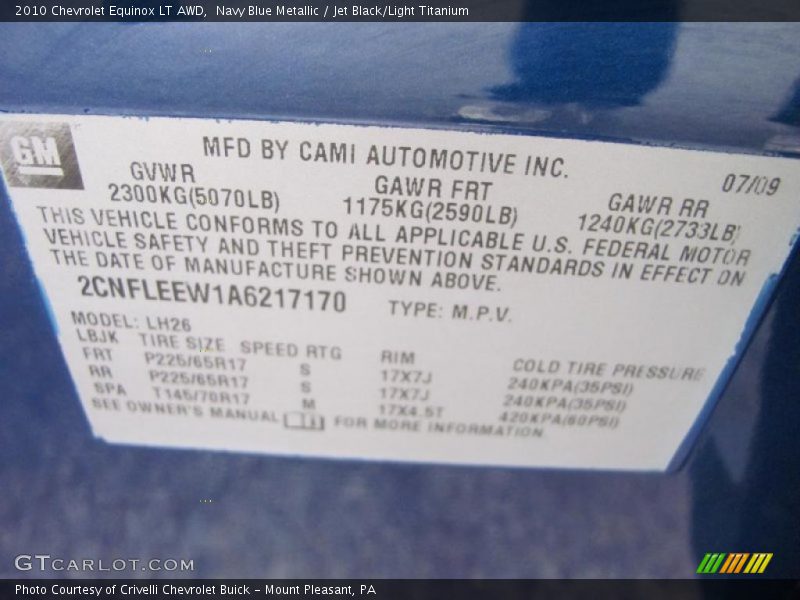 2010 Chevrolet Equinox LT AWD, Navy Blue Metallic / Jet Black/Light Titanium
GM
MFD BY CAMI AUTOMOTIVE INC.
07/09
GVWR GAWR FRT GAWR RR
2300KG(5070LB) 1175KG(2590LB) 1240KG(2733LB)
THIS VEHICLE CONFORMS TO ALL APPLICABLE U.S. FEDERAL MOTOR
VEHICLE SAFETY AND THEFT PREVENTION STANDARDS IN EFFECT ON
THE DATE OF MANUFACTURE SHOWN ABOVE.
2CNFLEEW1A6217170 TYPE: M.P.V.
MODEL: LH26
LBJK TIRE SIZE SPEED RTG RIM COLD TIRE PRESSURE
FRT P225/65R17 S 17X7J 240KPA(35PSI)
RR P225/65R17 S 17X7J 240KPA(35PSI)
SPA T145/70R17 M 17X4.5T 420KPA(60PSI)
SEE OWNER'S MANUAL FOR MORE INFORMATION
GTCARLOT.COM
Photo Courtesy of Crivelli Chevrolet Buick – Mount Pleasant, PA